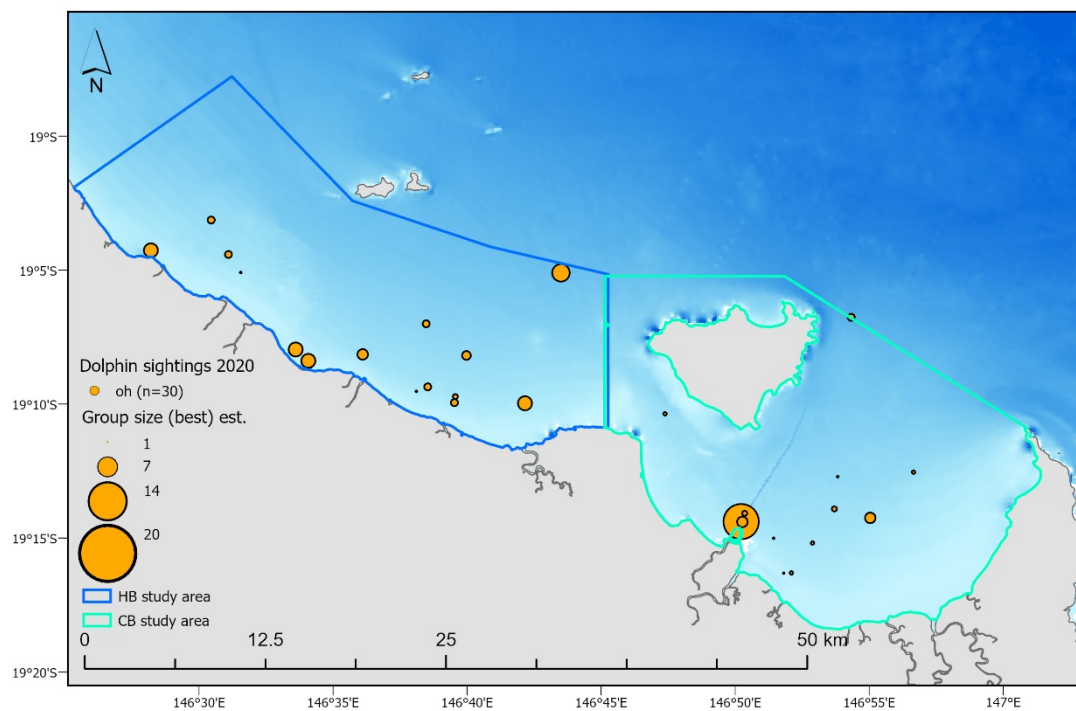 N
19°S
19°5'S
19°10'S
19°15'S
19°20'S
Dolphin sightings 2020
oh (n=30)
Group size (best) est.
1
7
14
20
HB study area
CB study area
0 12.5 25 50 km
146°30'E 146°35'E 146°40'E 146°45'E 146°50'E 146°55'E 147°E